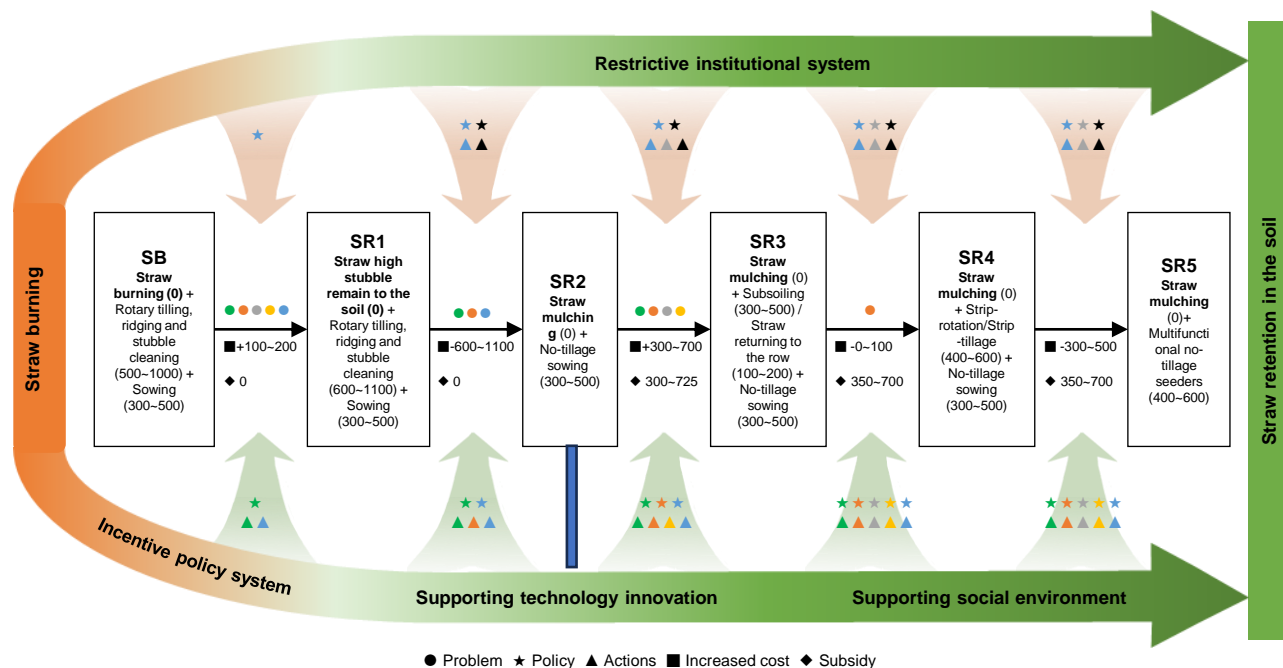 Restrictive institutional system
Straw burning
SB
Straw
burning (0) +
Rotary tilling,
ridging and
stubble
cleaning
(500~1000) +
Sowing
(300~500)
+100~200
0
SR1
Straw high
stubble
remain to the
soil (0) +
Rotary tilling,
ridging and
stubble
cleaning
(600~1100) +
Sowing
(300~500)
-600~1100
0
SR2
Straw
mulchin
g (0) +
No-tillage
sowing
(300~500)
+300~700
300~725
SR3
Straw
mulching (0)
+ Subsoiling
(300~500) /
Straw
returning to
the row
(100~200) +
No-tillage
sowing
(300~500)
-0~100
350~700
SR4
Straw
mulching (0)
+ Strip-
rotation/Strip
-tillage
(400~600) +
No-tillage
sowing
(300~500)
-300~500
350~700
SR5
Straw
mulching
(0)+
Multifuncti
onal no-
tillage
seeders
(400~600)
Straw retention in the soil
Incentive policy system
Supporting technology innovation
Supporting social environment
● Problem ★ Policy ▲ Actions ■ Increased cost ◆ Subsidy